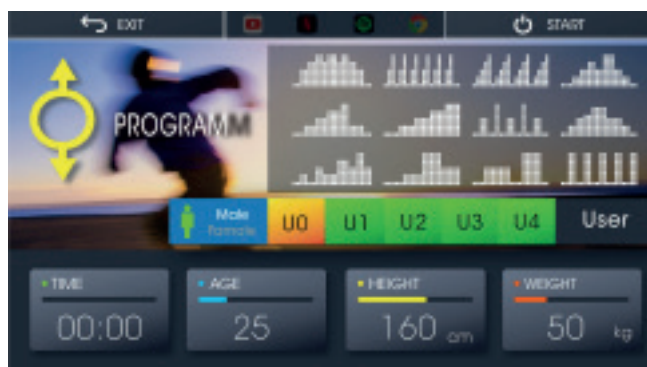 EXIT
START
PROGRAMM
Male
Female
U0 U1 U2 U3 U4 User
TIME
AGE
HEIGHT
WEIGHT
00:00
25
160 cm
50 kg